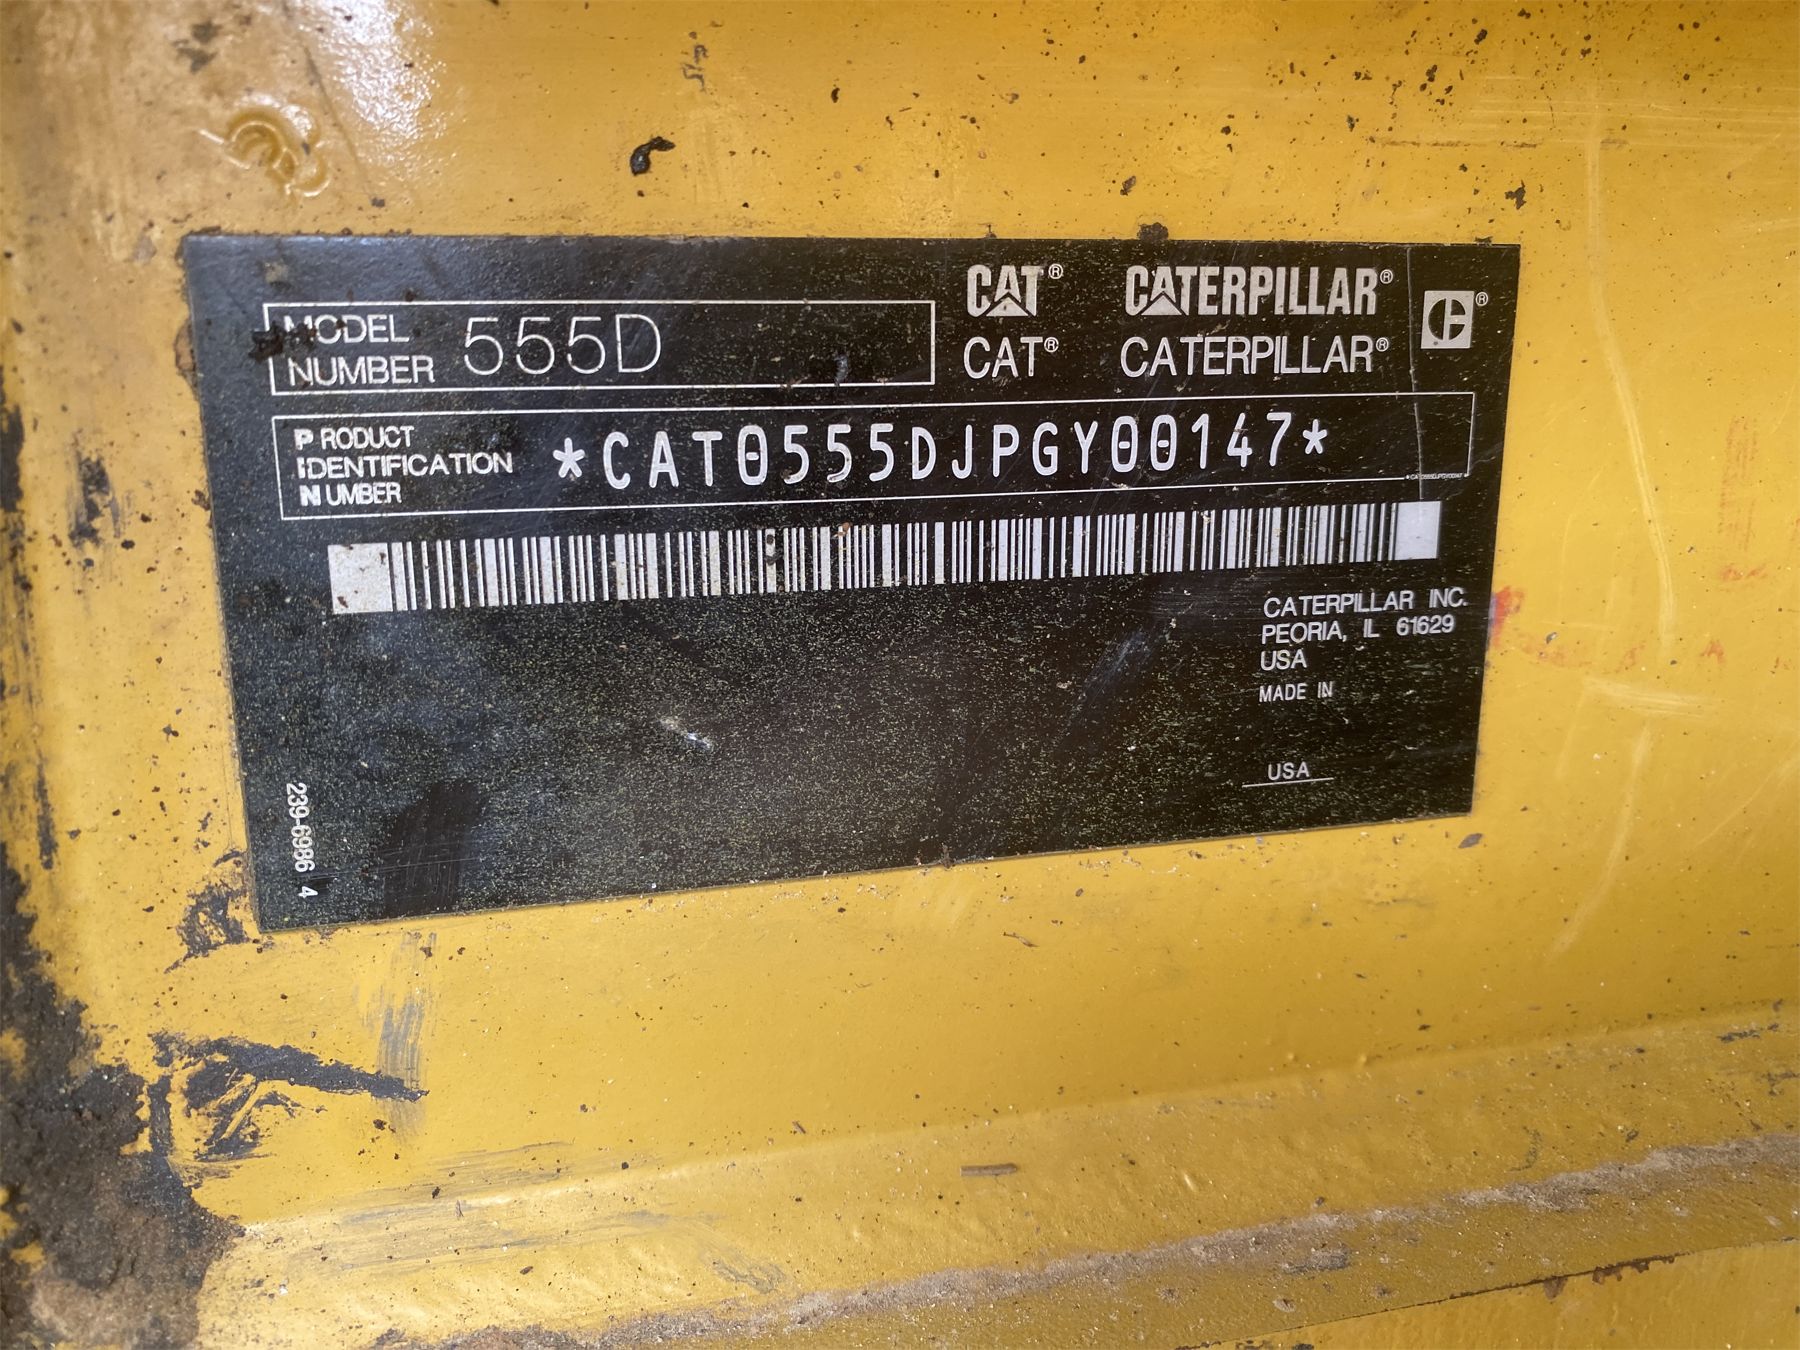 CAT® CATERPILLAR®
MODEL NUMBER 555D
CAT® CATERPILLAR®
PRODUCT IDENTIFICATION NUMBER *CAT0555DJPGY00147*
CATERPILLAR INC.
PEORIA, IL 61629
USA
MADE IN
USA
239-6986 4